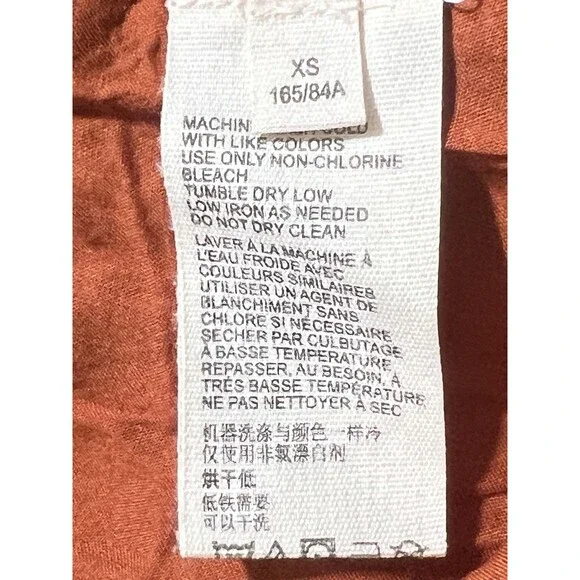 XS
165/84A
MACHIN
WITH LIKE COLORS
USE ONLY NON-CHLORINE
BLEACH
TUMBLE DRY LOW
LOW IRON AS NEEDED
DO NOT DRY CLEAN
LAVER À LA MACHINE À
L'EAU FROIDE AVEC
COULEURS SIMILAIRES
UTILISER UN AGENT DE
BLANCHIMENT SANS
CHLORE SI NÉCESSAIRE
SÉCHER PAR CULBUTAGE
À BASSE TEMPÉRATURE
REPASSER, AU BESOIN, À
TRÈS BASSE TEMPÉRATURE
NE PAS NETTOYER À SEC
机器洗涤与颜色一样冷
仅使用非氯漂白剂
烘干低
低铁需要
可以干洗